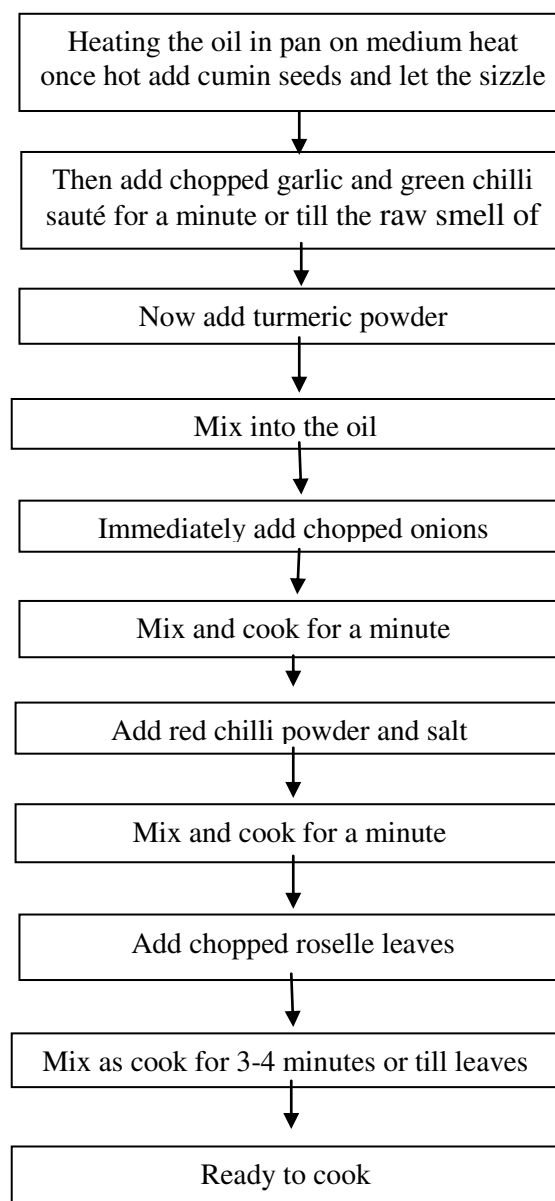 Heating the oil in pan on medium heat
once hot add cumin seeds and let the sizzle
Then add chopped garlic and green chilli
sauté for a minute or till the raw smell of
Now add turmeric powder
Mix into the oil
Immediately add chopped onions
Mix and cook for a minute
Add red chilli powder and salt
Mix and cook for a minute
Add chopped roselle leaves
Mix as cook for 3-4 minutes or till leaves
Ready to cook